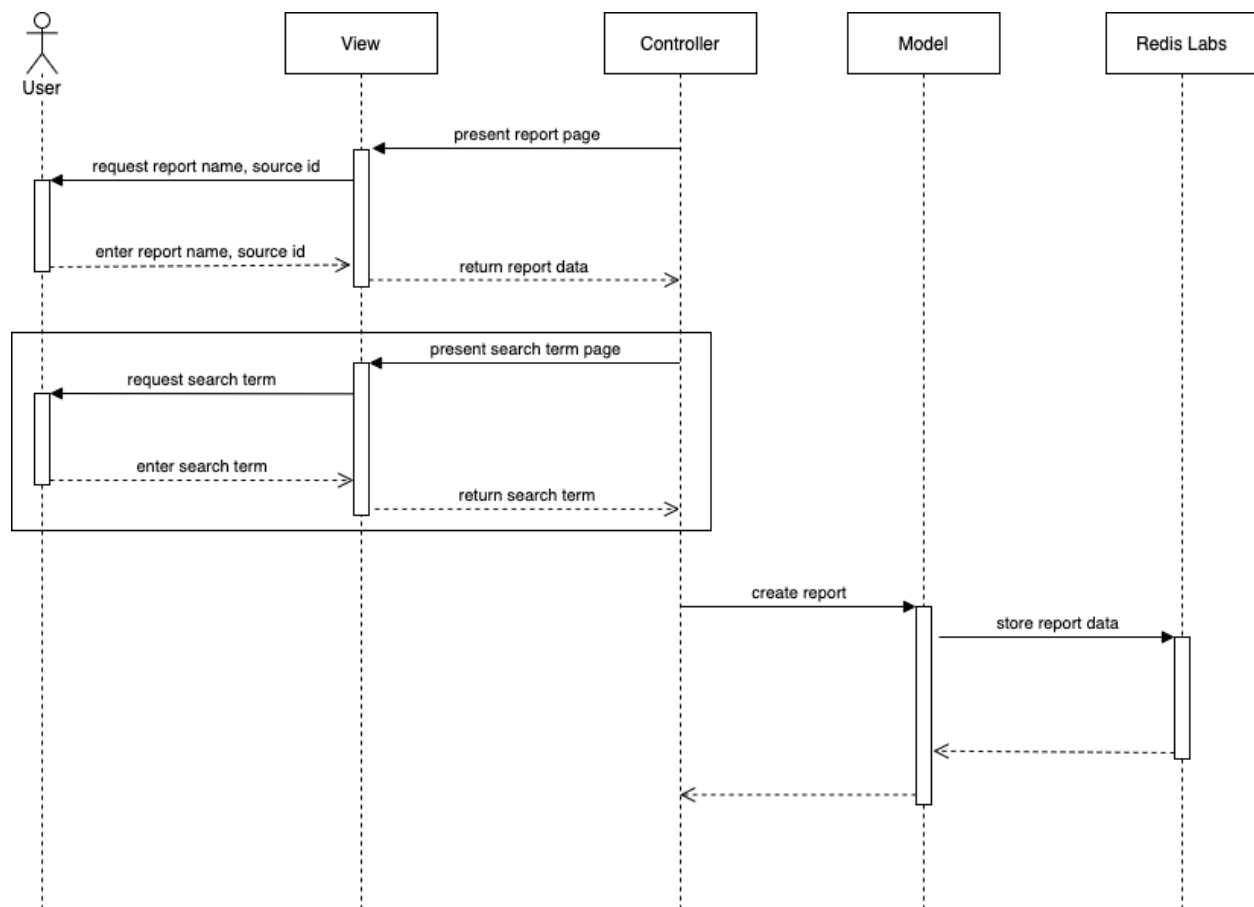 View
Controller
Model
Redis Labs
User
present report page
request report name, source id
enter report name, source id
return report data
present search term page
request search term
enter search term
return search term
create report
store report data